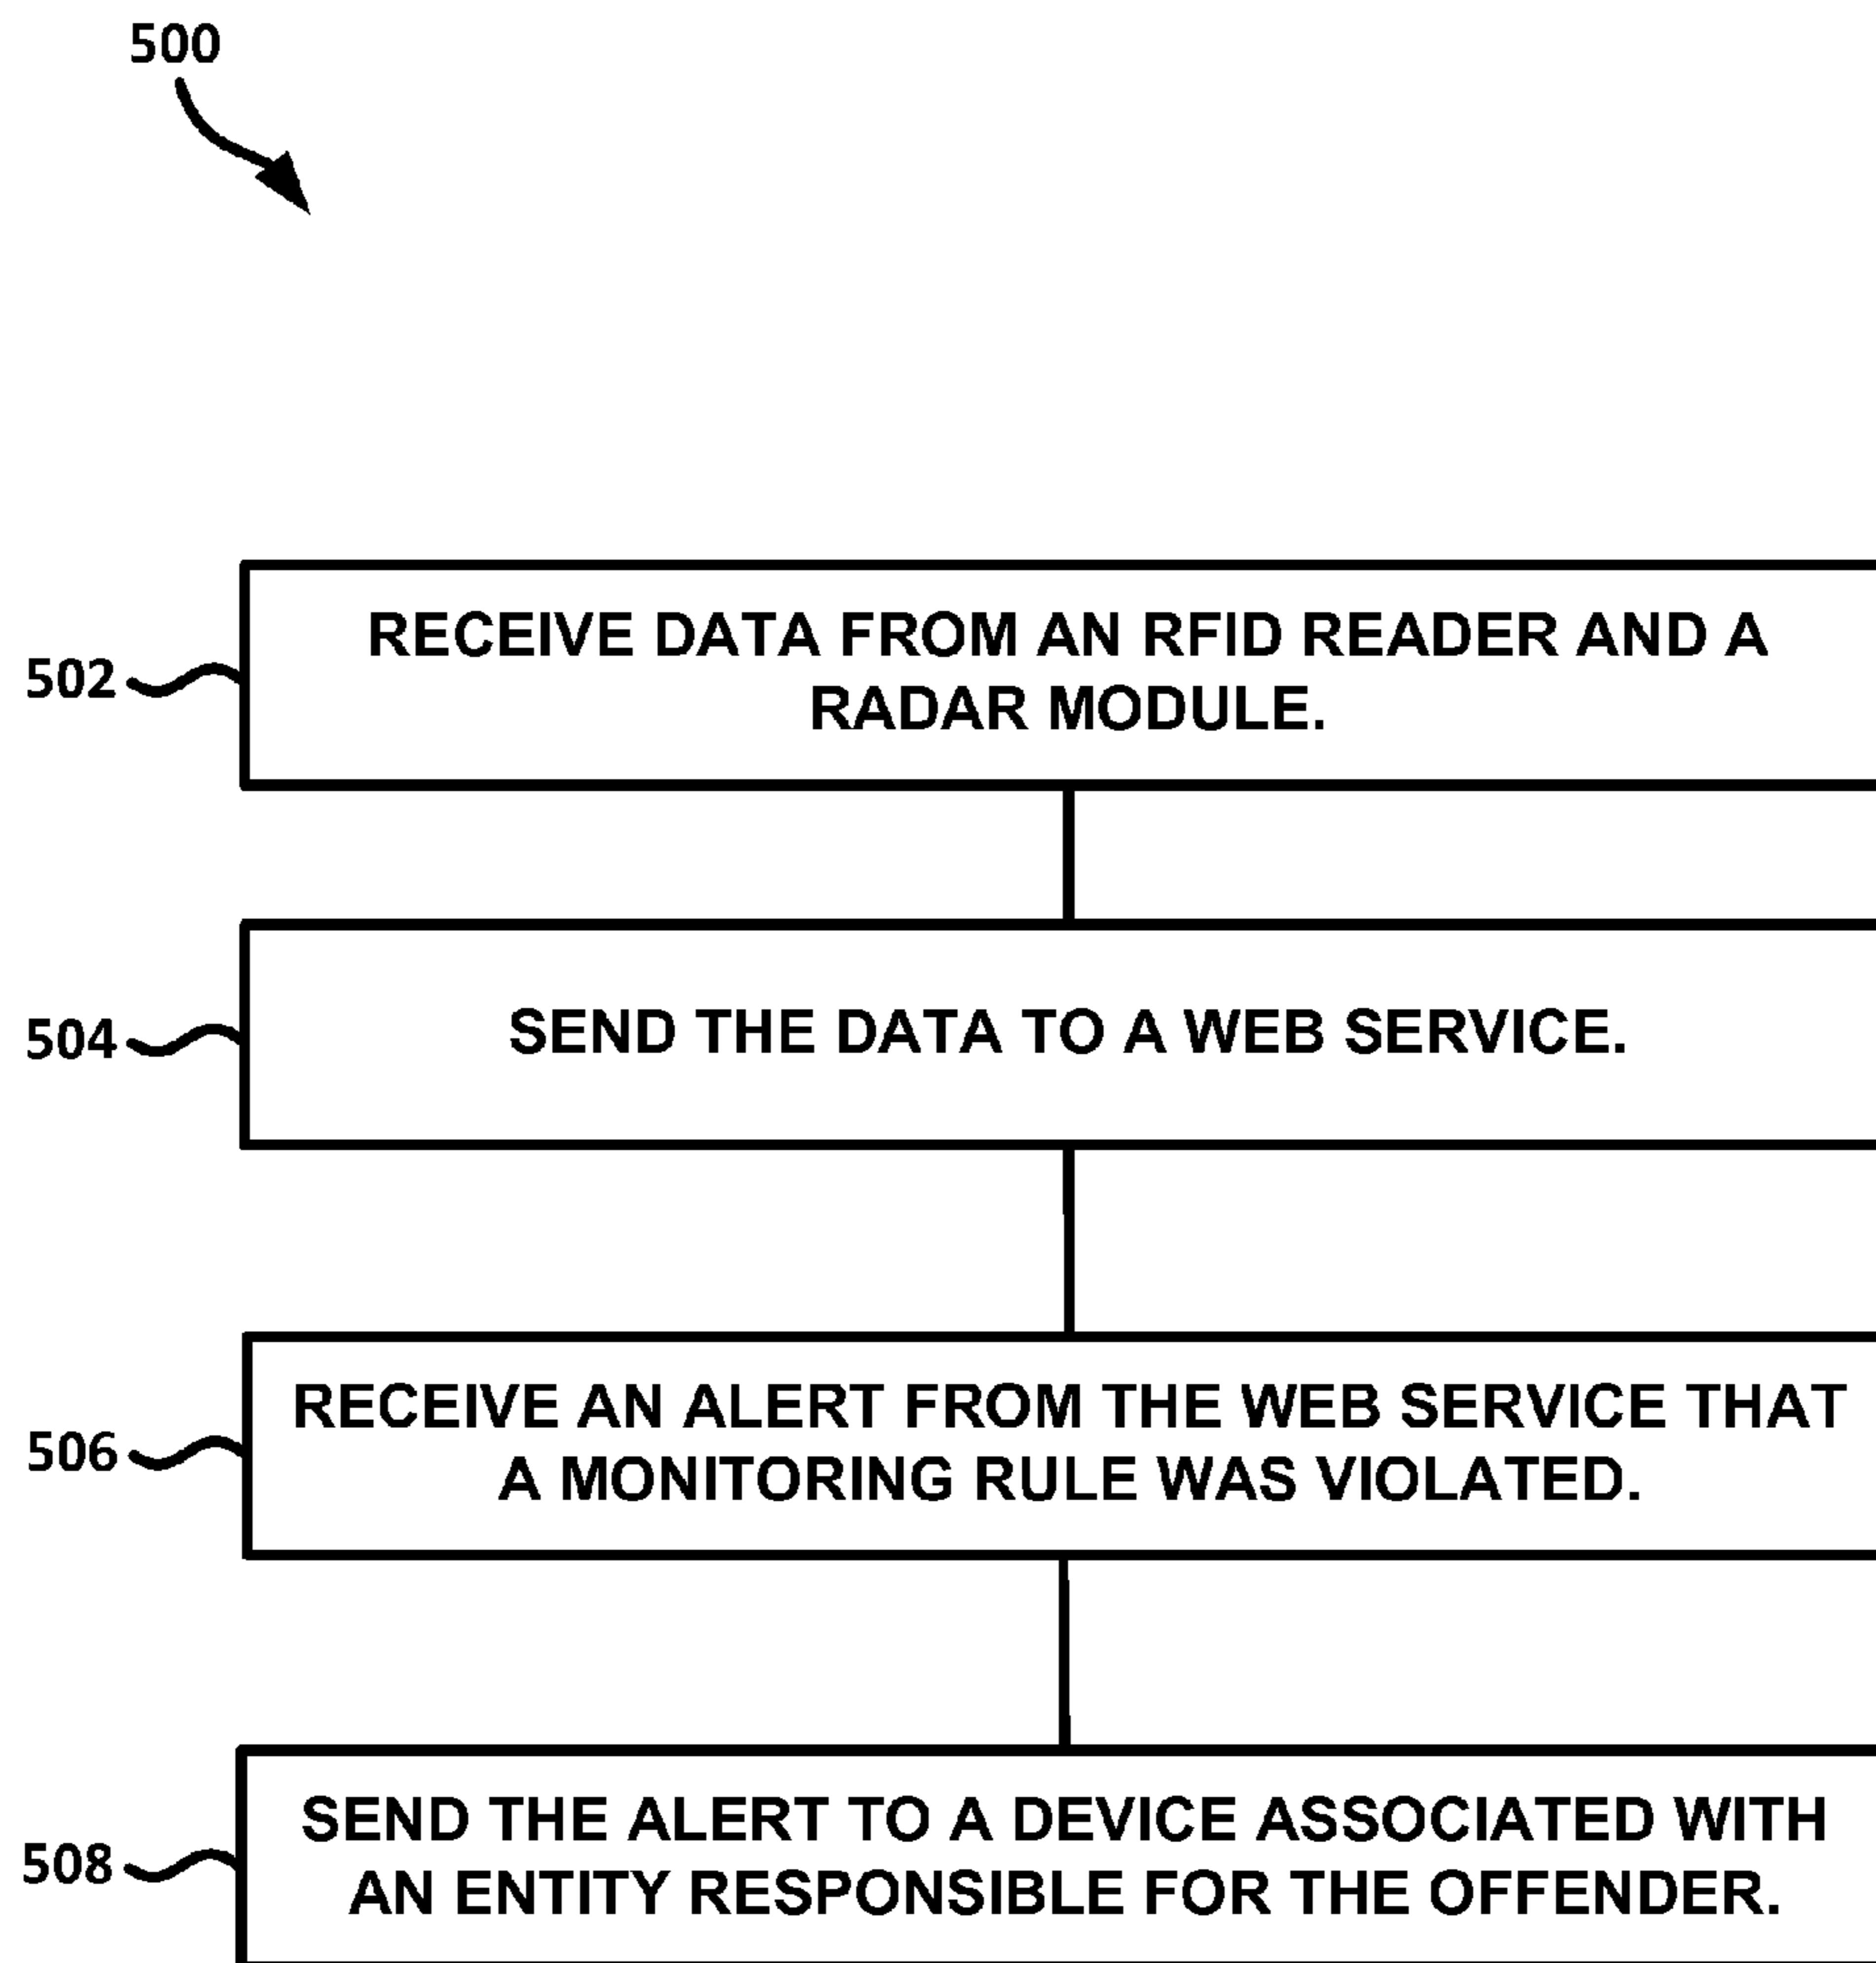 500
502
RECEIVE DATA FROM AN RFID READER AND A
RADAR MODULE.
504
SEND THE DATA TO A WEB SERVICE.
506
RECEIVE AN ALERT FROM THE WEB SERVICE THAT
A MONITORING RULE WAS VIOLATED.
508
SEND THE ALERT TO A DEVICE ASSOCIATED WITH
AN ENTITY RESPONSIBLE FOR THE OFFENDER.